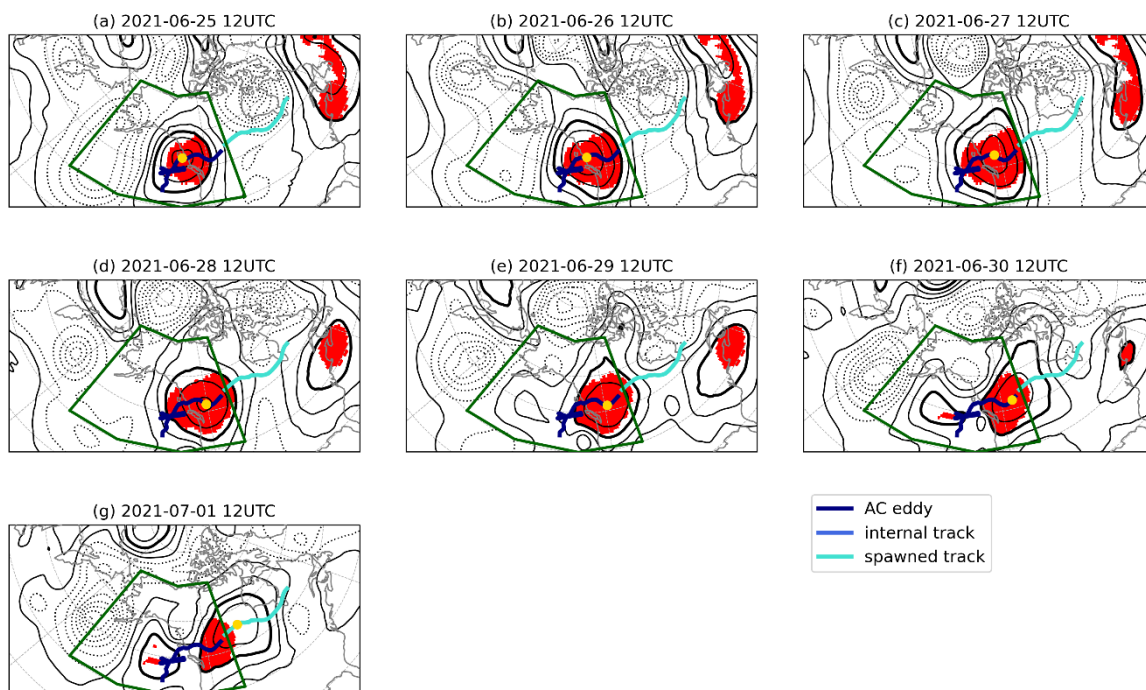 (a) 2021-06-25 12UTC
(b) 2021-06-26 12UTC
(c) 2021-06-27 12UTC
(d) 2021-06-28 12UTC
(e) 2021-06-29 12UTC
(f) 2021-06-30 12UTC
(g) 2021-07-01 12UTC
AC eddy
internal track
spawned track